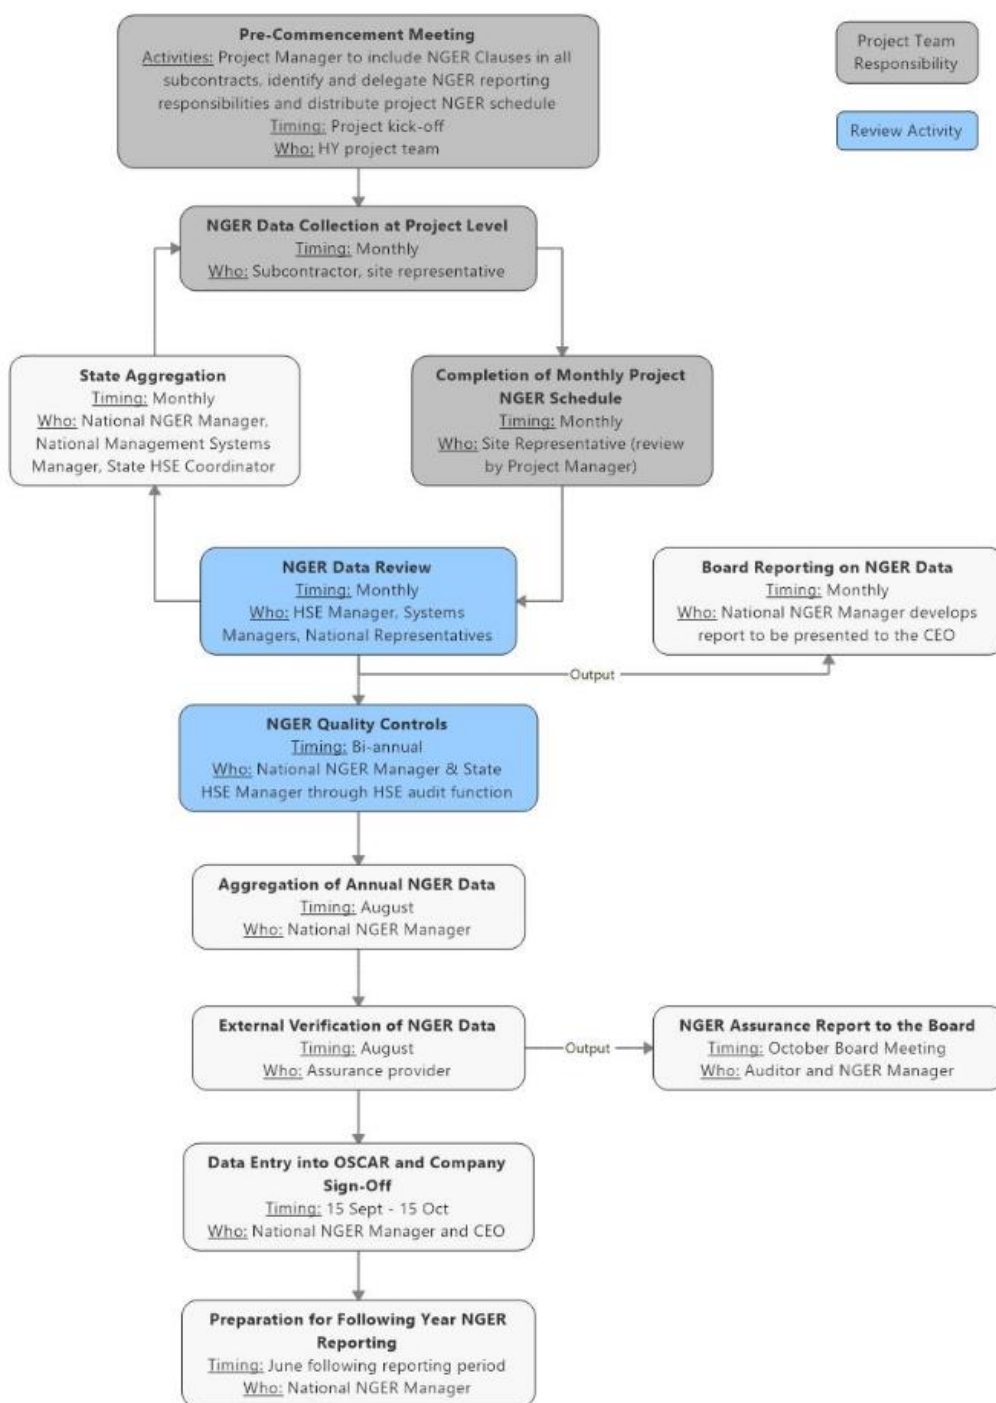 Pre-Commencement Meeting
Activities: Project Manager to include NGER Clauses in all
subcontracts, identify and delegate NGER reporting
responsibilities and distribute project NGER schedule
Timing: Project kick-off
Who: HY project team
Project Team
Responsibility
Review Activity
NGER Data Collection at Project Level
Timing: Monthly
Who: Subcontractor, site representative
State Aggregation
Timing: Monthly
Who: National NGER Manager,
National Management Systems
Manager, State HSE Coordinator
Completion of Monthly Project
NGER Schedule
Timing: Monthly
Who: Site Representative (review
by Project Manager)
NGER Data Review
Timing: Monthly
Who: HSE Manager, Systems
Managers, National Representatives
Board Reporting on NGER Data
Timing: Monthly
Who: National NGER Manager develops
report to be presented to the CEO
Output
NGER Quality Controls
Timing: Bi-annual
Who: National NGER Manager & State
HSE Manager through HSE audit function
Aggregation of Annual NGER Data
Timing: August
Who: National NGER Manager
External Verification of NGER Data
Timing: August
Who: Assurance provider
Output
NGER Assurance Report to the Board
Timing: October Board Meeting
Who: Auditor and NGER Manager
Data Entry into OSCAR and Company
Sign-Off
Timing: 15 Sept - 15 Oct
Who: National NGER Manager and CEO
Preparation for Following Year NGER
Reporting
Timing: June following reporting period
Who: National NGER Manager